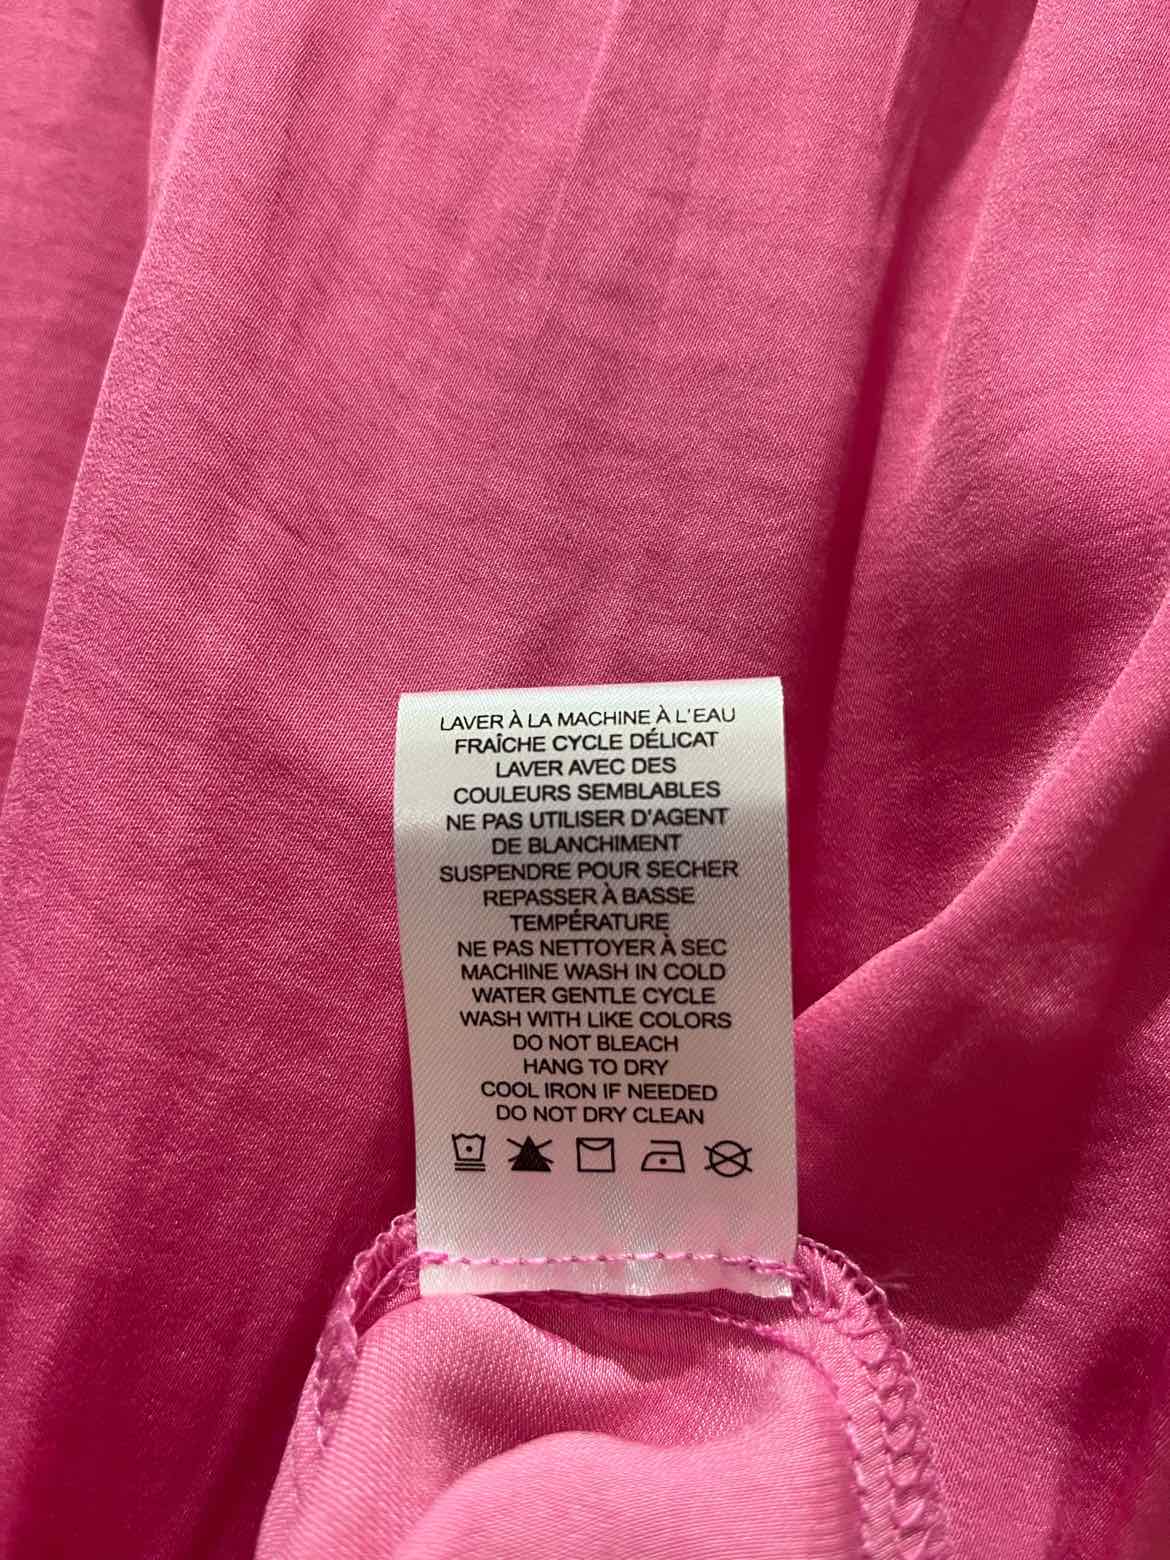 LAVER À LA MACHINE À L'EAU
FRAÎCHE CYCLE DÉLICAT
LAVER AVEC DES
COULEURS SEMBLABLES
NE PAS UTILISER D'AGENT
DE BLANCHIMENT
SUSPENDRE POUR SECHER
REPASSER À BASSE
TEMPÉRATURE
NE PAS NETTOYER À SEC
MACHINE WASH IN COLD
WATER GENTLE CYCLE
WASH WITH LIKE COLORS
DO NOT BLEACH
HANG TO DRY
COOL IRON IF NEEDED
DO NOT DRY CLEAN